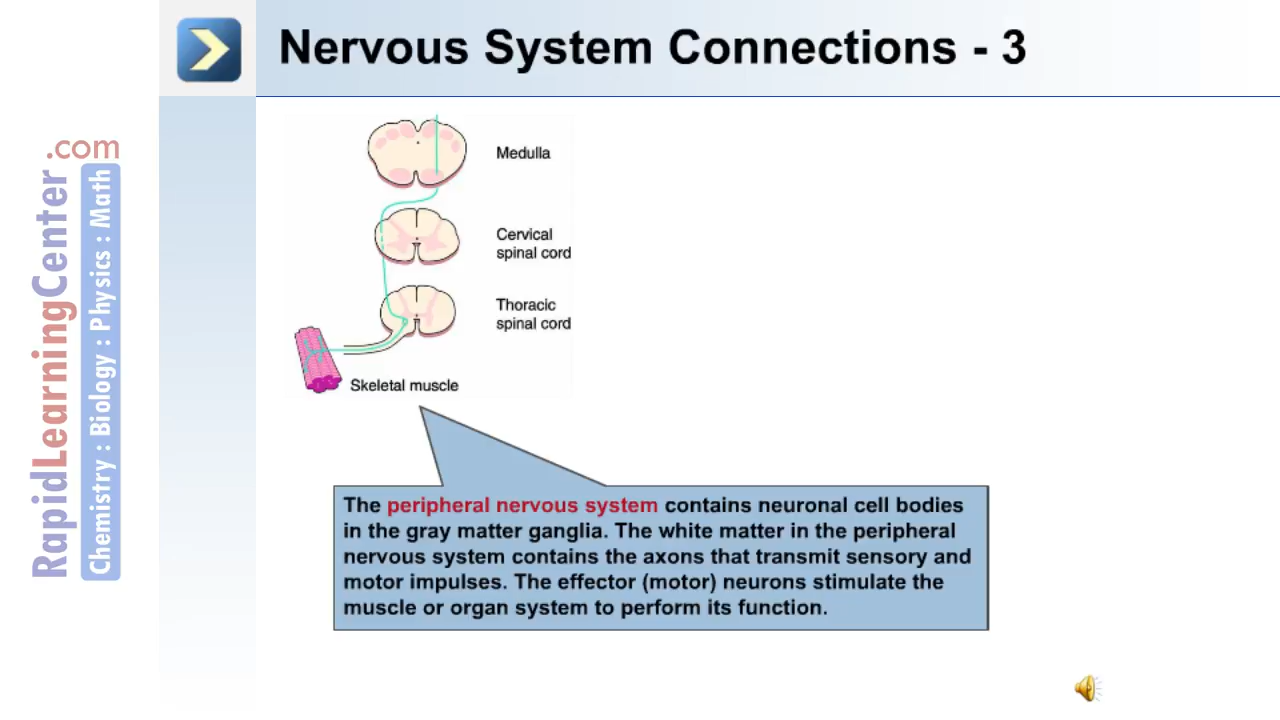 Nervous System Connections - 3
.com
RapidLearningCenter
Chemistry : Biology : Physics : Math
Medulla
Cervical
spinal cord
Thoracic
spinal cord
Skeletal muscle
The peripheral nervous system contains neuronal cell bodies
in the gray matter ganglia. The white matter in the peripheral
nervous system contains the axons that transmit sensory and
motor impulses. The effector (motor) neurons stimulate the
muscle or organ system to perform its function.